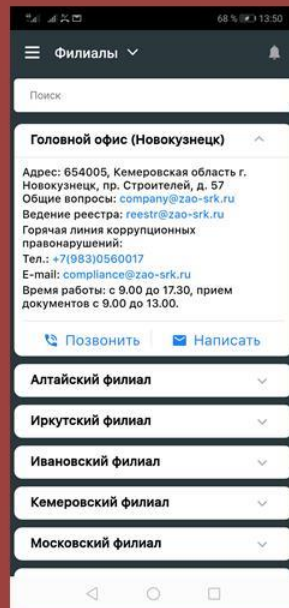 68 % 13:50
Филиалы
Поиск
Головной офис (Новокузнецк)
Адрес: 654005, Кемеровская область г.
Новокузнецк, пр. Строителей, д. 57
Общие вопросы: company@zao-srk.ru
Ведение реестра: reestr@zao-srk.ru
Горячая линия коррупционных
правонарушений:
Тел.: +7(983)0560017
E-mail: compliance@zao-srk.ru
Время работы: с 9.00 до 17.30, прием
документов с 9.00 до 13.00.
Позвонить Написать
Алтайский филиал
Иркутский филиал
Ивановский филиал
Кемеровский филиал
Московский филиал